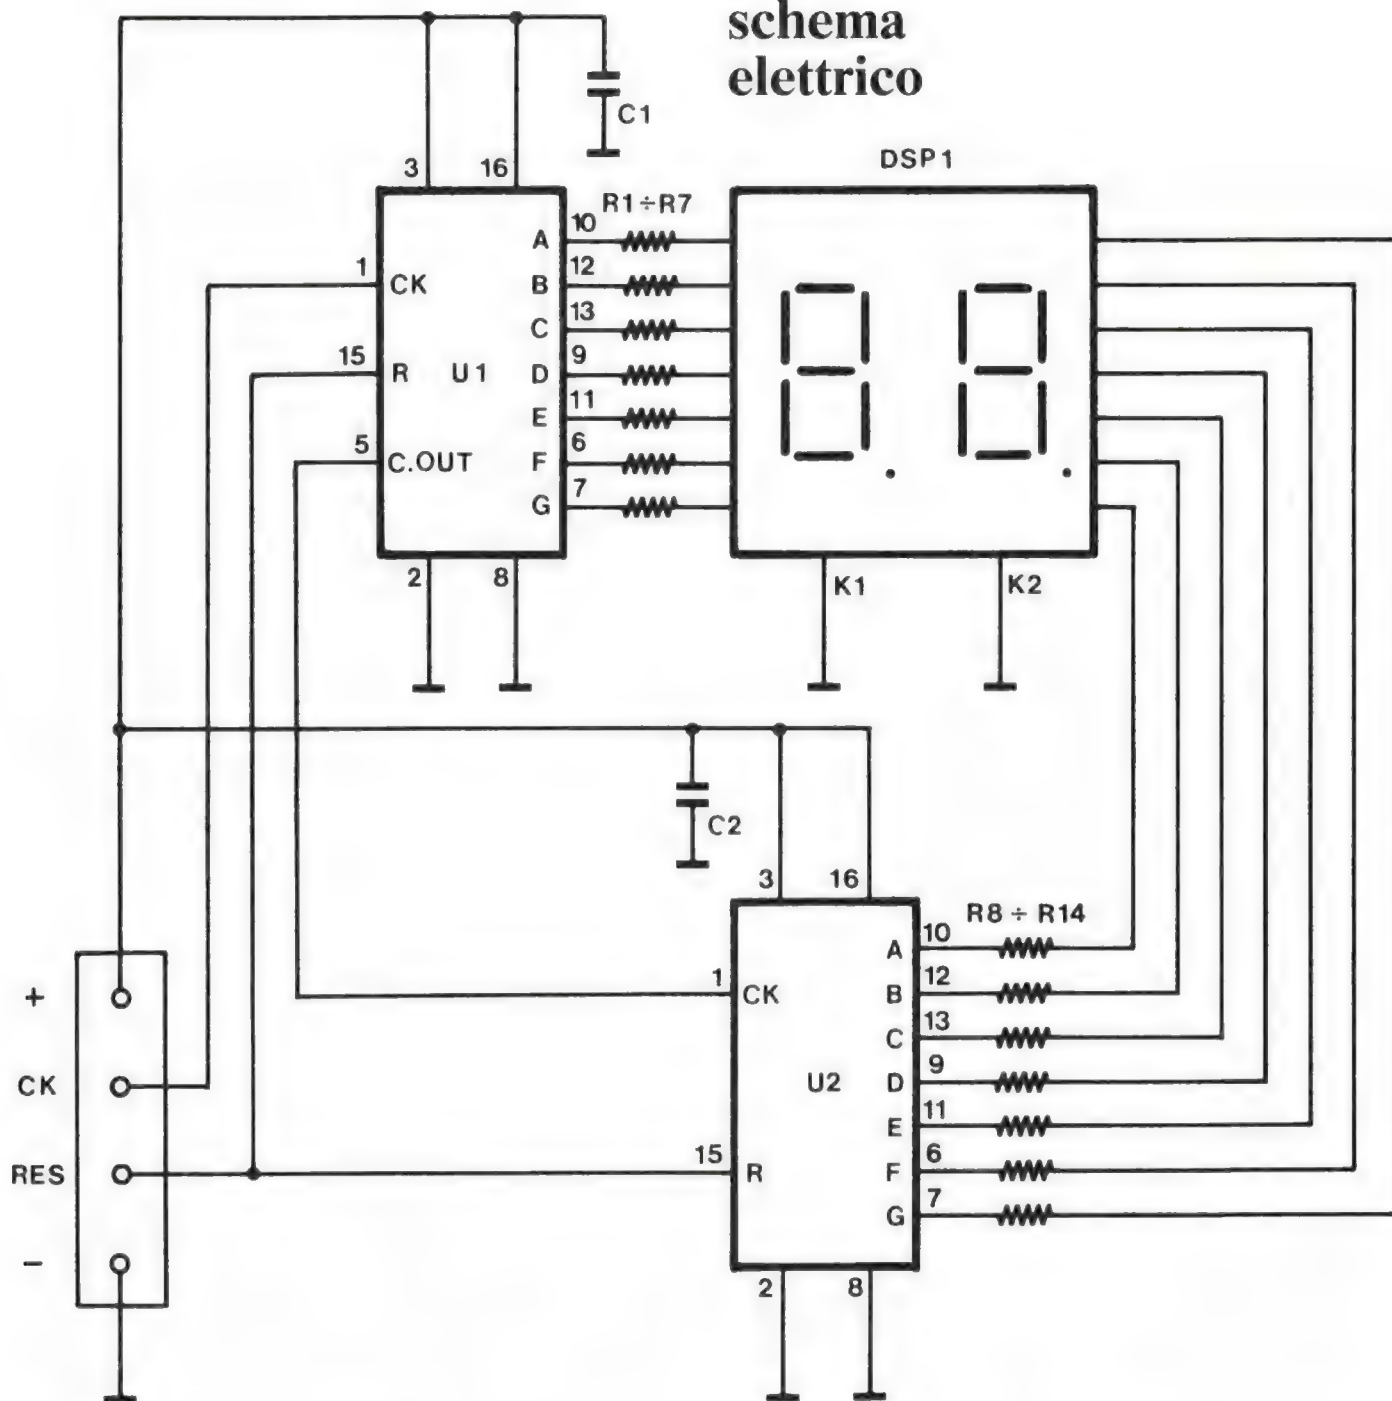 schema
elettrico
C1
DSP1
3 16
R1÷R7
A 10
1 CK
B 12
C 13
15 R U1
D 9
E 11
5 C.OUT
F 6
G 7
2 8
K1 K2
C2
3 16
R8 ÷ R14
A 10
+
1 CK
B 12
C 13
CK
U2
D 9
E 11
RES
15 R
F 6
G 7
-
2 8